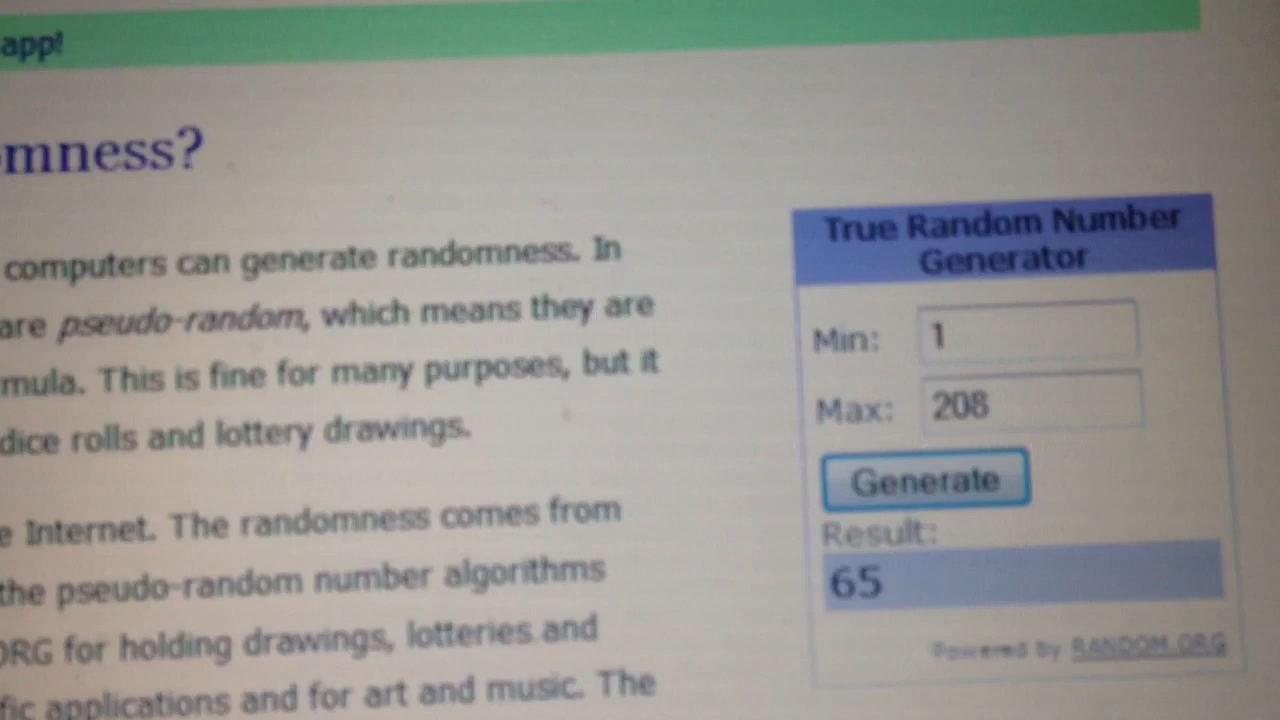 app!
omness?
computers can generate randomness. In
are pseudo-random, which means they are
mula. This is fine for many purposes, but it
dice rolls and lottery drawings.
e Internet. The randomness comes from
the pseudo-random number algorithms
ORG for holding drawings, lotteries and
fic applications and for art and music. The
True Random Number
Generator
Min: 1
Max: 208
Generate
Result:
65
Powered by RANDOM.ORG